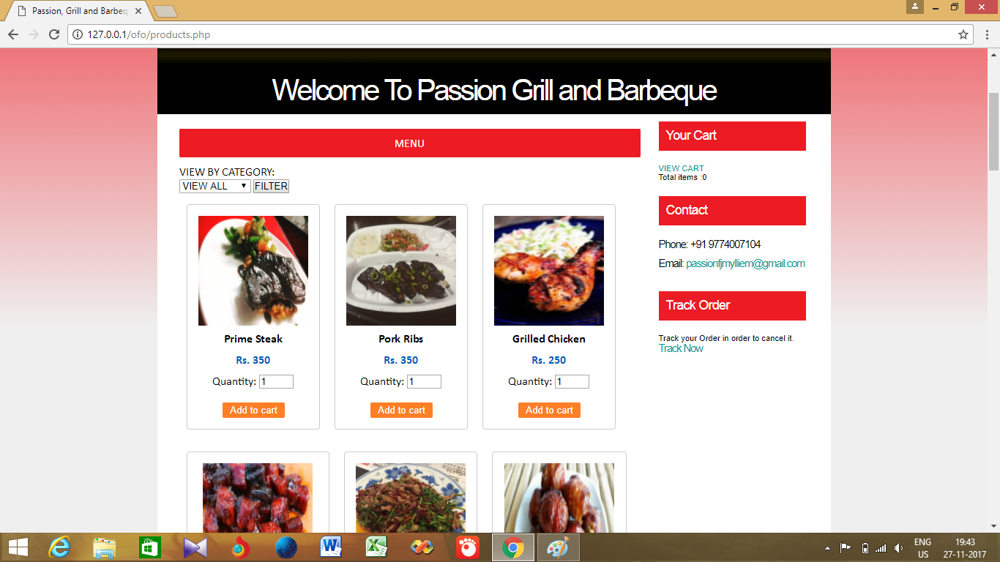 Passion, Grill and Barbeq
127.0.0.1/ofo/products.php
Welcome To Passion Grill and Barbeque
MENU
VIEW BY CATEGORY:
VIEW ALL FILTER
Prime Steak
Rs. 350
Quantity: 1
Add to cart
Pork Ribs
Rs. 350
Quantity: 1
Add to cart
Grilled Chicken
Rs. 250
Quantity: 1
Add to cart
Your Cart
VIEW CART
Total items :0
Contact
Phone: +91 9774007104
Email: passionfjmylliem@gmail.com
Track Order
Track your Order in order to cancel it.
Track Now
ENG
US
19:43
27-11-2017